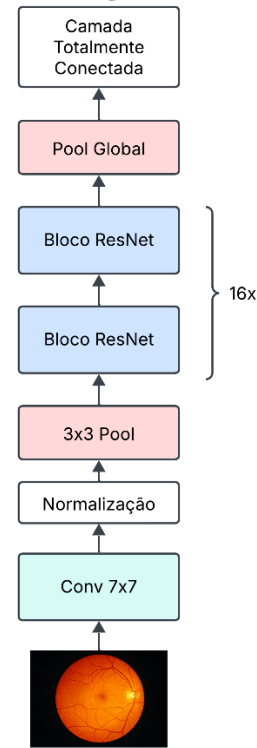 Camada
Totalmente
Conectada
Pool Global
Bloco ResNet
16x
Bloco ResNet
3x3 Pool
Normalização
Conv 7x7